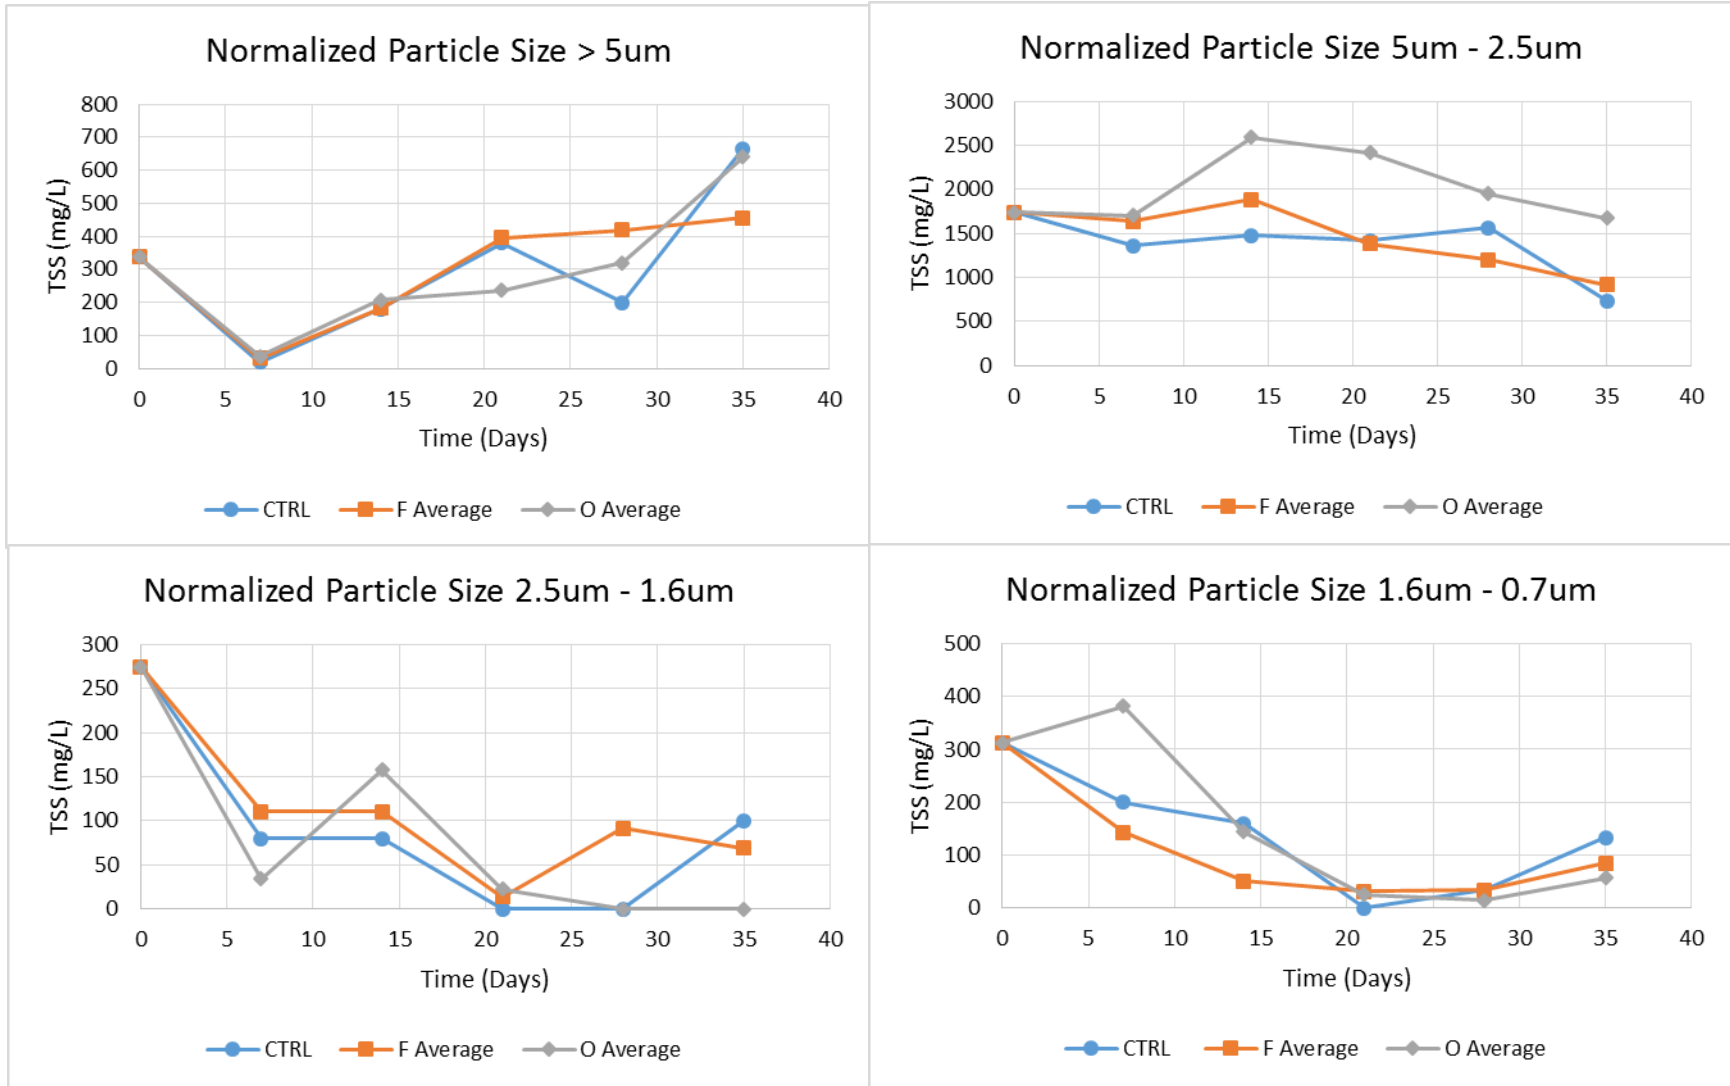 Normalized Particle Size > 5um
800
700
600
500
400
300
200
100
0
TSS (mg/L)
0 5 10 15 20 25 30 35 40
Time (Days)
CTRL F Average O Average
Normalized Particle Size 5um - 2.5um
3000
2500
2000
1500
1000
500
0
TSS (mg/L)
0 5 10 15 20 25 30 35 40
Time (Days)
CTRL F Average O Average
Normalized Particle Size 2.5um - 1.6um
300
250
200
150
100
50
0
TSS (mg/L)
0 5 10 15 20 25 30 35 40
Time (Days)
CTRL F Average O Average
Normalized Particle Size 1.6um - 0.7um
500
400
300
200
100
0
TSS (mg/L)
0 5 10 15 20 25 30 35 40
Time (Days)
CTRL F Average O Average